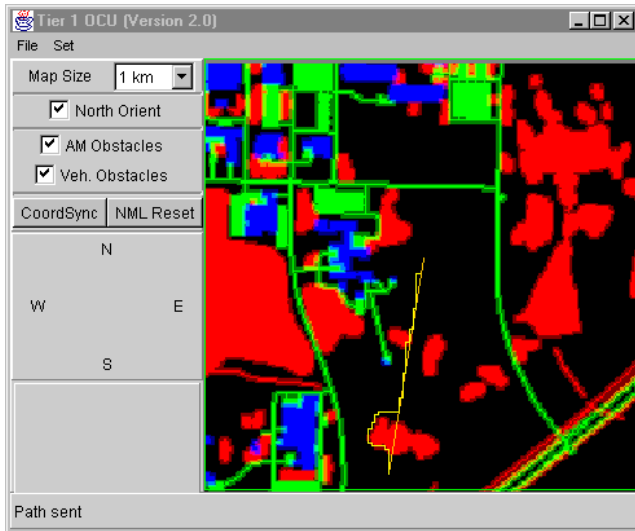 Tier 1 OCU (Version 2.0)
File Set
Map Size 1 km
North Orient
AM Obstacles
Veh. Obstacles
CoordSync NML Reset
N
W E
S
Path sent